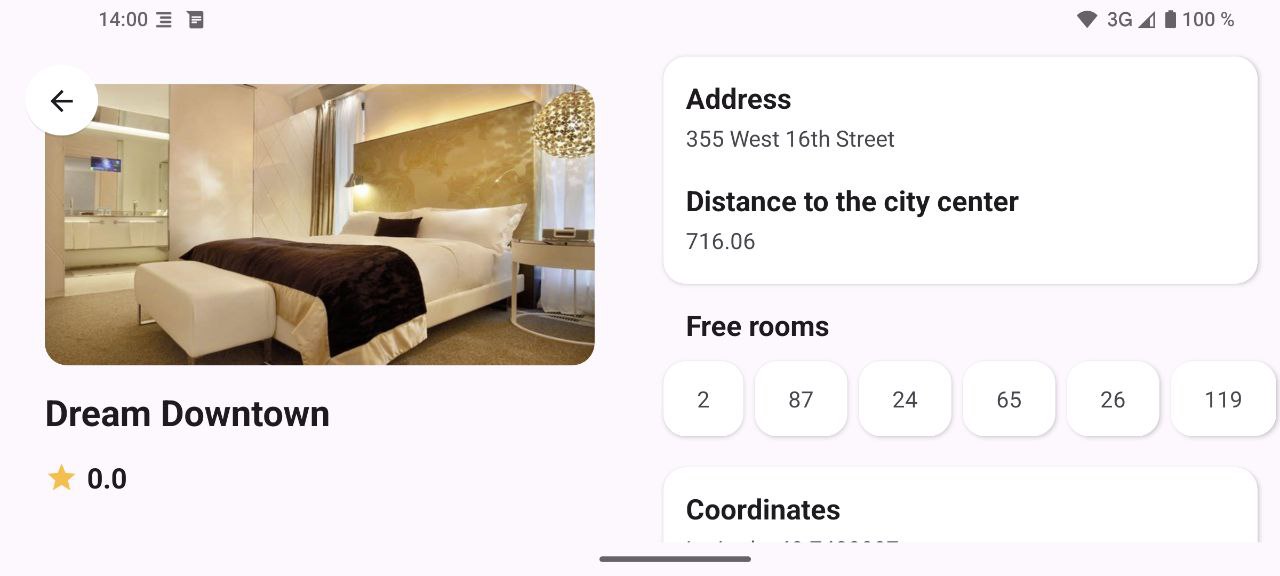 14:00
3G 100 %
Dream Downtown
0.0
Address
355 West 16th Street
Distance to the city center
716.06
Free rooms
2 87 24 65 26 119
Coordinates